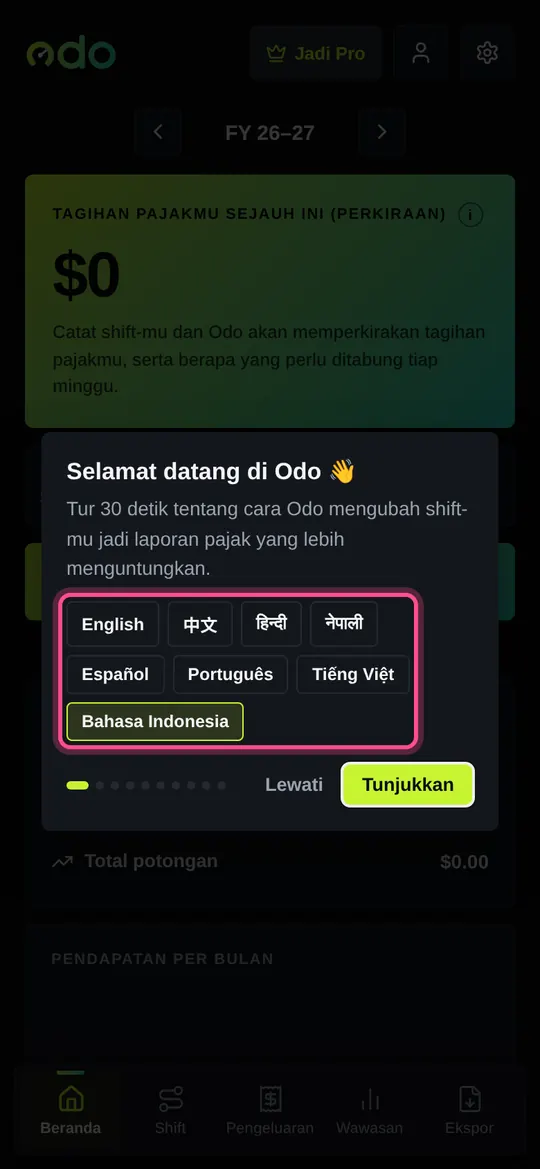 odo
Jadi Pro
FY 26–27
TAGIHAN PAJAKMU SEJAUH INI (PERKIRAAN)
$0
Catat shift-mu dan Odo akan memperkirakan tagihan
pajakmu, serta berapa yang perlu ditabung tiap
minggu.
Selamat datang di Odo 👋
Tur 30 detik tentang cara Odo mengubah shift-
mu jadi laporan pajak yang lebih
menguntungkan.
English 中文 हिन्दी नेपाली
Español Português Tiếng Việt
Bahasa Indonesia
Lewati Tunjukkan
Total potongan $0.00
PENDAPATAN PER BULAN
Beranda Shift Pengeluaran Wawasan Ekspor